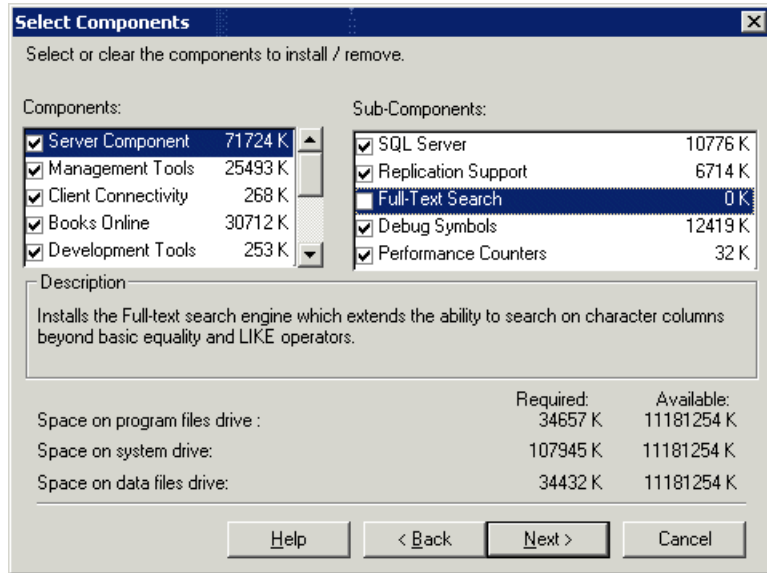 Select Components
Select or clear the components to install / remove.
Components:
Sub-Components:
Server Component 71724 K
Management Tools 25493 K
Client Connectivity 268 K
Books Online 30712 K
Development Tools 253 K
SQL Server 10776 K
Replication Support 6714 K
Full-Text Search 0 K
Debug Symbols 12419 K
Performance Counters 32 K
Description
Installs the Full-text search engine which extends the ability to search on character columns
beyond basic equality and LIKE operators.
Required: Available:
Space on program files drive : 34657 K 11181254 K
Space on system drive: 107945 K 11181254 K
Space on data files drive: 34432 K 11181254 K
Help < Back Next > Cancel